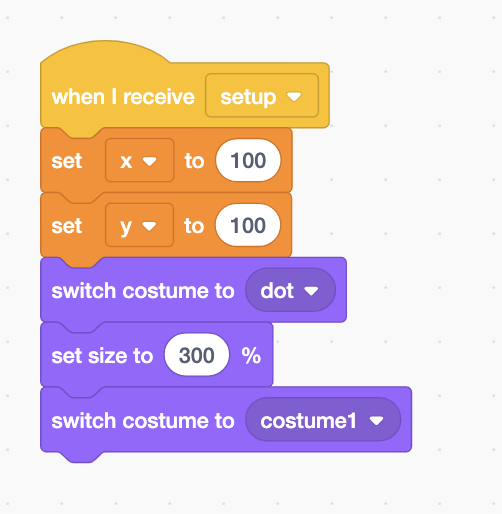 when I receive setup
set x to 100
set y to 100
switch costume to dot
set size to 300 %
switch costume to costume1